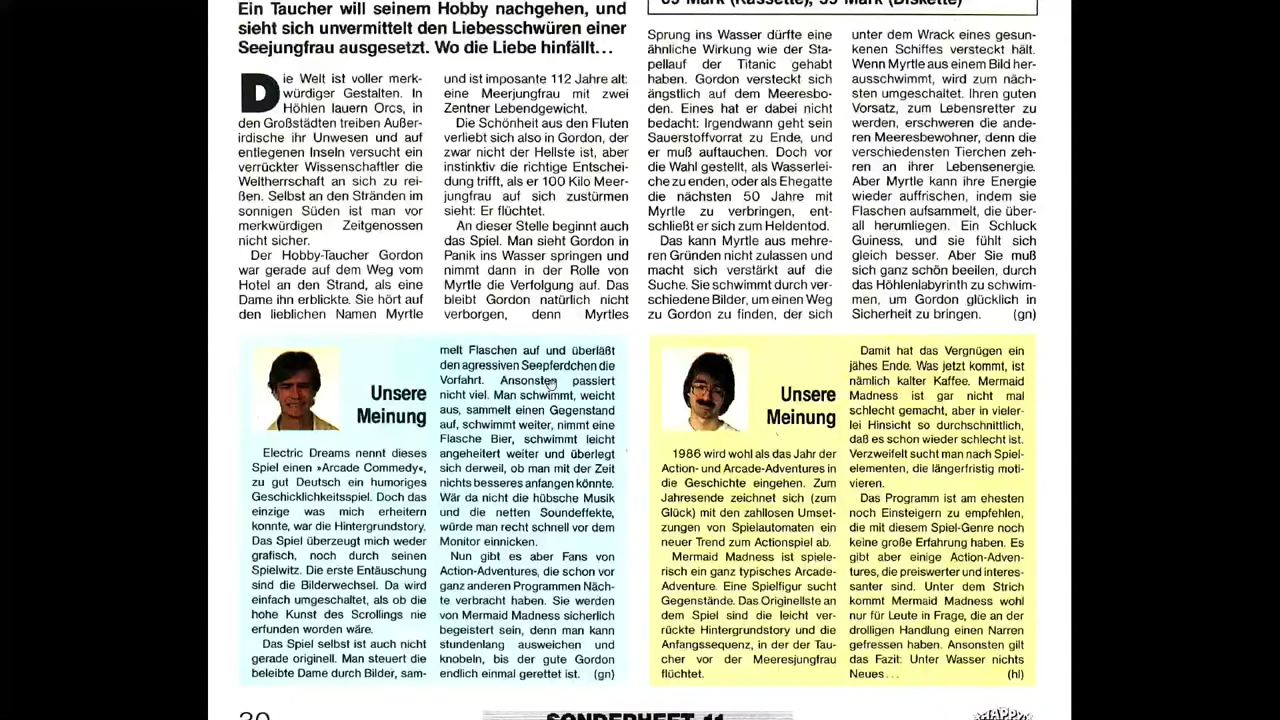 Ein Taucher will seinem Hobby nachgehen, und
sieht sich unvermittelt den Liebesschwüren einer
Seejungfrau ausgesetzt. Wo die Liebe hinfällt...
Die Welt ist voller merk-
würdiger Gestalten. In
Höhlen lauern Orcs, in
den Großstädten treiben Außer-
irdische ihr Unwesen und auf
entlegenen Inseln versucht ein
verrückter Wissenschaftler die
Weltherrschaft an sich zu rei-
ßen. Selbst an den Stränden im
sonnigen Süden ist man vor
merkwürdigen Zeitgenossen
nicht sicher.
Der Hobby-Taucher Gordon
war gerade auf dem Weg vom
Hotel an den Strand, als eine
Dame ihn erblickte. Sie hört auf
den lieblichen Namen Myrtle
und ist imposante 112 Jahre alt:
eine Meerjungfrau mit zwei
Zentner Lebendgewicht.
Die Schönheit aus den Fluten
verliebt sich also in Gordon, der
zwar nicht der Hellste ist, aber
instinktiv die richtige Entschei-
dung trifft, als er 100 Kilo Meer-
jungfrau auf sich zustürmen
sieht: Er flüchtet.
An dieser Stelle beginnt auch
das Spiel. Man sieht Gordon in
Panik ins Wasser springen und
nimmt dann in der Rolle von
Myrtle die Verfolgung auf. Das
bleibt Gordon natürlich nicht
verborgen, denn Myrtles
69 Mark (Kassette), 99 Mark (Diskette)
Sprung ins Wasser dürfte eine
ähnliche Wirkung wie der Sta-
pellauf der Titanic gehabt
haben. Gordon versteckt sich
ängstlich auf dem Meeresbo-
den. Eines hat er dabei nicht
bedacht: Irgendwann geht sein
Sauerstoffvorrat zu Ende, und
er muß auftauchen. Doch vor
die Wahl gestellt, als Wasserlei-
che zu enden, oder als Ehegatte
die nächsten 50 Jahre mit
Myrtle zu verbringen, ent-
schließt er sich zum Heldentod.
Das kann Myrtle aus mehre-
ren Gründen nicht zulassen und
macht sich verstärkt auf die
Suche. Sie schwimmt durch ver-
schiedene Bilder, um einen Weg
zu Gordon zu finden, der sich
unter dem Wrack eines gesun-
kenen Schiffes versteckt hält.
Wenn Myrtle aus einem Bild her-
ausschwimmt, wird zum näch-
sten umgeschaltet. Ihren guten
Vorsatz, zum Lebensretter zu
werden, erschweren die ande-
ren Meeresbewohner, denn die
verschiedensten Tierchen zeh-
ren an ihrer Lebensenergie.
Aber Myrtle kann ihre Energie
wieder auffrischen, indem sie
Flaschen aufsammelt, die über-
all herumliegen. Ein Schluck
Guiness, und sie fühlt sich
gleich besser. Aber Sie muß
sich ganz schön beeilen, durch
das Höhlenlabyrinth zu schwim-
men, um Gordon glücklich in
Sicherheit zu bringen. (gn)
Unsere
Meinung
Electric Dreams nennt dieses
Spiel einen »Arcade Commedy«,
zu gut Deutsch ein humoriges
Geschicklichkeitsspiel. Doch das
einzige was mich erheitern
konnte, war die Hintergrundstory.
Das Spiel überzeugt mich weder
grafisch, noch durch seinen
Spielwitz. Die erste Entäuschung
sind die Bilderwechsel. Da wird
einfach umgeschaltet, als ob die
hohe Kunst des Scrollings nie
erfunden worden wäre.
Das Spiel selbst ist auch nicht
gerade originell. Man steuert die
beleibte Dame durch Bilder, sam-
melt Flaschen auf und überläßt
den agressiven Seepferdchen die
Vorfahrt. Ansonsten passiert
nicht viel. Man schwimmt, weicht
aus, sammelt einen Gegenstand
auf, schwimmt weiter, nimmt eine
Flasche Bier, schwimmt leicht
angeheitert weiter und überlegt
sich derweil, ob man mit der Zeit
nichts besseres anfangen könnte.
Wär da nicht die hübsche Musik
und die netten Soundeffekte,
würde man recht schnell vor dem
Monitor einnicken.
Nun gibt es aber Fans von
Action-Adventures, die schon vor
ganz anderen Programmen Näch-
te verbracht haben. Sie werden
von Mermaid Madness sicherlich
begeistert sein, denn man kann
stundenlang ausweichen und
knobeln, bis der gute Gordon
endlich einmal gerettet ist. (gn)
Unsere
Meinung
1986 wird wohl als das Jahr der
Action- und Arcade-Adventures in
die Geschichte eingehen. Zum
Jahresende zeichnet sich (zum
Glück) mit den zahllosen Umset-
zungen von Spielautomaten ein
neuer Trend zum Actionspiel ab.
Mermaid Madness ist spiele-
risch ein ganz typisches Arcade-
Adventure. Eine Spielfigur sucht
Gegenstände. Das Originellste an
dem Spiel sind die leicht ver-
rückte Hintergrundstory und die
Anfangssequenz, in der der Tau-
cher vor der Meeresjungfrau
flüchtet.
Damit hat das Vergnügen ein
jähes Ende. Was jetzt kommt, ist
nämlich kalter Kaffee. Mermaid
Madness ist gar nicht mal
schlecht gemacht, aber in vieler-
lei Hinsicht so durchschnittlich,
daß es schon wieder schlecht ist.
Verzweifelt sucht man nach Spiel-
elementen, die längerfristig moti-
vieren.
Das Programm ist am ehesten
noch Einsteigern zu empfehlen,
die mit diesem Spiel-Genre noch
keine große Erfahrung haben. Es
gibt aber einige Action-Adven-
tures, die preiswerter und interes-
santer sind. Unter dem Strich
kommt Mermaid Madness wohl
nur für Leute in Frage, die an der
drolligen Handlung einen Narren
gefressen haben. Ansonsten gilt
das Fazit: Unter Wasser nichts
Neues... (hl)
SONDERHEFT 11
HAPPY